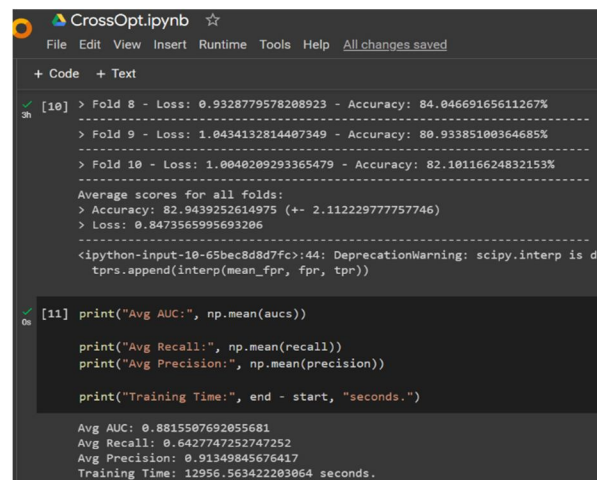 CrossOpt.ipynb
File Edit View Insert Runtime Tools Help All changes saved
+ Code + Text
[10] > Fold 8 - Loss: 0.9328779578208923 - Accuracy: 84.04669165611267%
3h
------------------------------------------------------------------------
> Fold 9 - Loss: 1.0434132814407349 - Accuracy: 80.93385100364685%
------------------------------------------------------------------------
> Fold 10 - Loss: 1.0040209293365479 - Accuracy: 82.10116624832153%
------------------------------------------------------------------------
Average scores for all folds:
> Accuracy: 82.9439252614975 (+- 2.112229777757746)
> Loss: 0.8473565995693206
------------------------------------------------------------------------
<ipython-input-10-65bec8d8d7fc>:44: DeprecationWarning: scipy.interp is d
tprs.append(interp(mean_fpr, fpr, tpr))
[11] print("Avg AUC:", np.mean(aucs))
0s
print("Avg Recall:", np.mean(recall))
print("Avg Precision:", np.mean(precision))
print("Training Time:", end - start, "seconds.")
Avg AUC: 0.8815507692055681
Avg Recall: 0.6427747252747252
Avg Precision: 0.91349845676417
Training Time: 12956.563422203064 seconds.